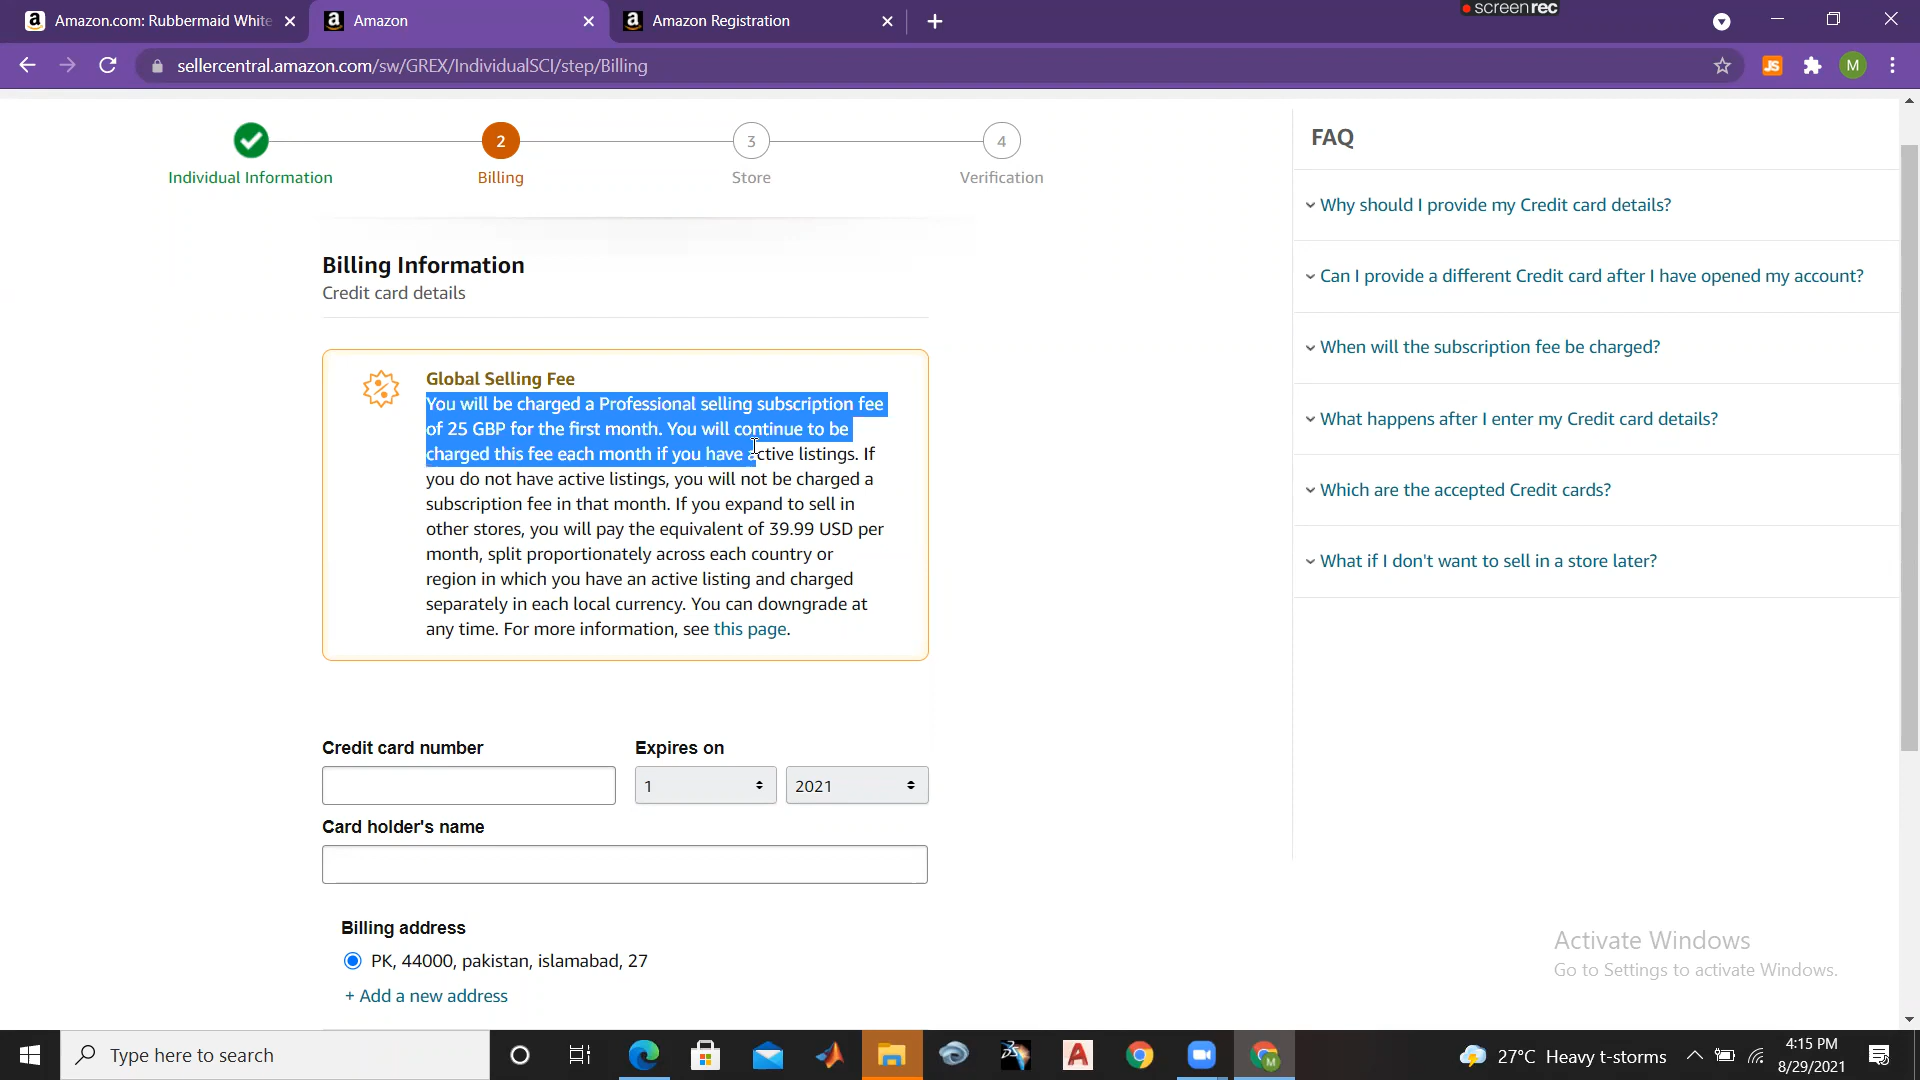 screenrec
Amazon.com: Rubbermaid White
Amazon
Amazon Registration
sellercentral.amazon.com/sw/GREX/IndividualSCI/step/Billing
JS
M
2
3
4
Individual Information
Billing
Store
Verification
Billing Information
Credit card details
Global Selling Fee
You will be charged a Professional selling subscription fee
of 25 GBP for the first month. You will continue to be
charged this fee each month if you have active listings. If
you do not have active listings, you will not be charged a
subscription fee in that month. If you expand to sell in
other stores, you will pay the equivalent of 39.99 USD per
month, split proportionately across each country or
region in which you have an active listing and charged
separately in each local currency. You can downgrade at
any time. For more information, see this page.
Credit card number
Expires on
1
2021
Card holder's name
Billing address
PK, 44000, pakistan, islamabad, 27
+ Add a new address
FAQ
Why should I provide my Credit card details?
Can I provide a different Credit card after I have opened my account?
When will the subscription fee be charged?
What happens after I enter my Credit card details?
Which are the accepted Credit cards?
What if I don't want to sell in a store later?
Activate Windows
Go to Settings to activate Windows.
Type here to search
27°C Heavy t-storms
4:15 PM
8/29/2021